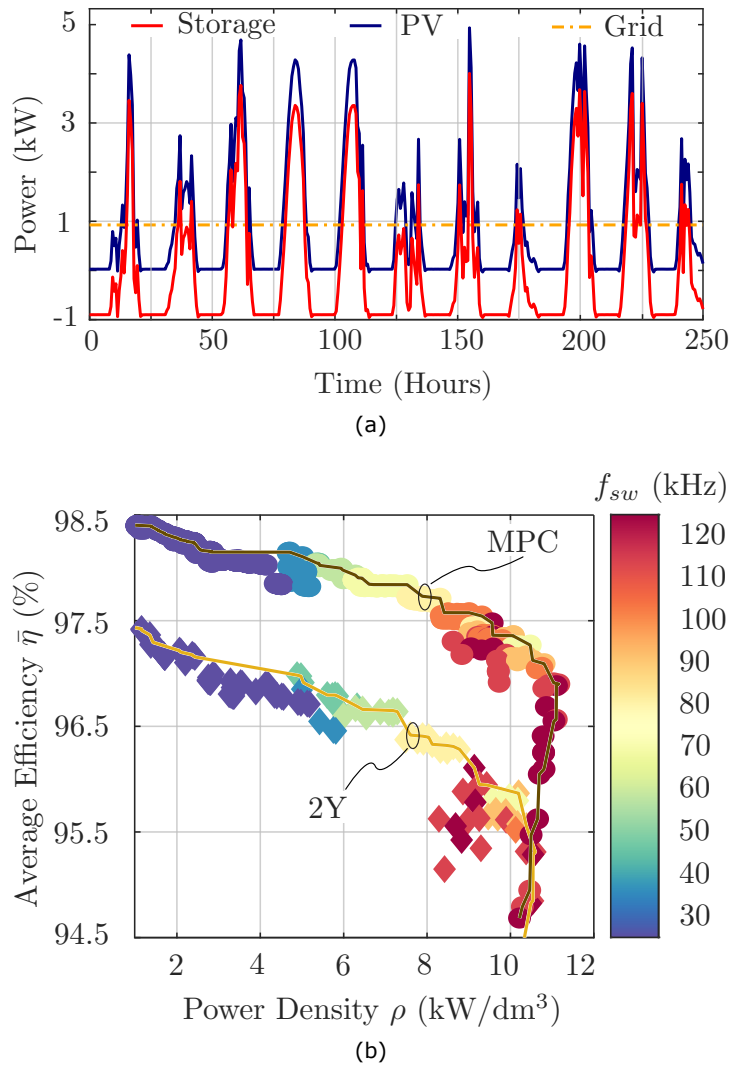 Storage PV Grid
5
3
1
-1
Power (kW)
0 50 100 150 200 250
Time (Hours)
(a)
f_sw (kHz)
98.5
97.5
96.5
95.5
94.5
Average Efficiency η̄ (%)
MPC
2Y
120
110
100
90
80
70
60
50
40
30
2 4 6 8 10 12
Power Density ρ (kW/dm³)
(b)